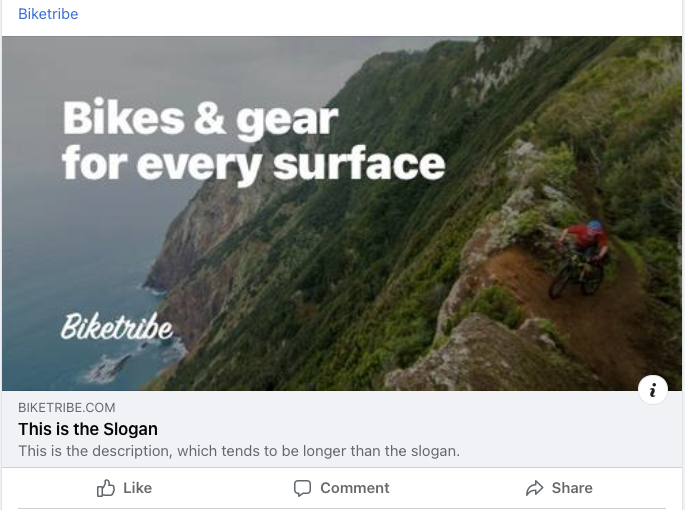 Biketribe
Bikes & gear
for every surface
Biketribe
i
BIKETRIBE.COM
This is the Slogan
This is the description, which tends to be longer than the slogan.
Like
Comment
Share